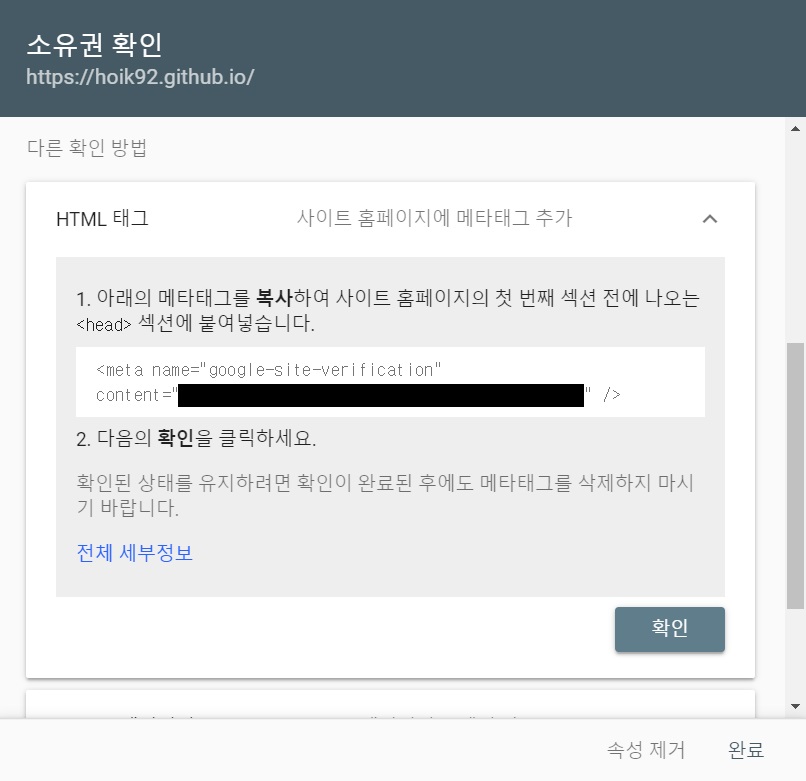 소유권 확인
https://hoik92.github.io/
다른 확인 방법
HTML 태그 사이트 홈페이지에 메타태그 추가
1. 아래의 메타태그를 복사하여 사이트 홈페이지의 첫 번째 섹션 전에 나오는
<head> 섹션에 붙여넣습니다.
<meta name="google-site-verification"
content=" " />
2. 다음의 확인을 클릭하세요.
확인된 상태를 유지하려면 확인이 완료된 후에도 메타태그를 삭제하지 마시
기 바랍니다.
전체 세부정보
확인
속성 제거 완료